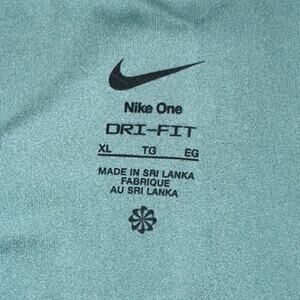 Nike One
DRI-FIT
XL TG EG
MADE IN SRI LANKA
FABRIQUE
AU SRI LANKA